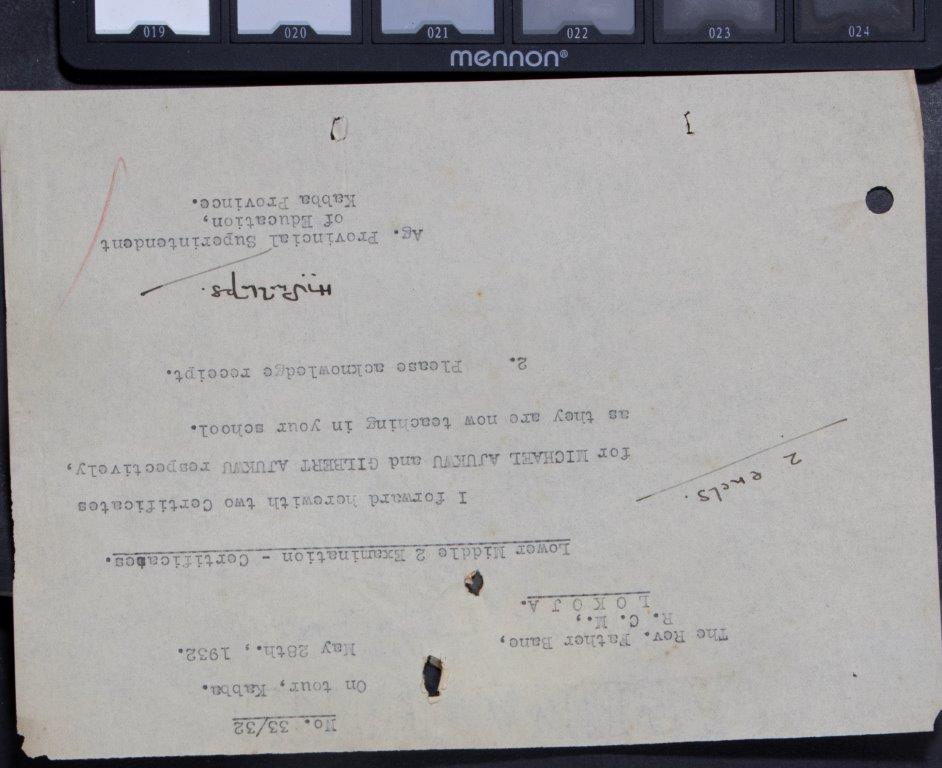 019 020 021 022 023 024
mennon®
No. 33/32
On tour, Kabba.
May 28th., 1932.
The Rev. Father Bane,
R. C. M.,
L O K O J A.
Lower Middle 2 Examination - Certificates.
I forward herewith two Certificates
for MICHAEL AJUKWU and GILBERT AJUKWU respectively,
as they are now teaching in your school.
2 encls.
2. Please acknowledge receipt.
Ag. Provincial Superintendent
of Education,
Kabba Province.